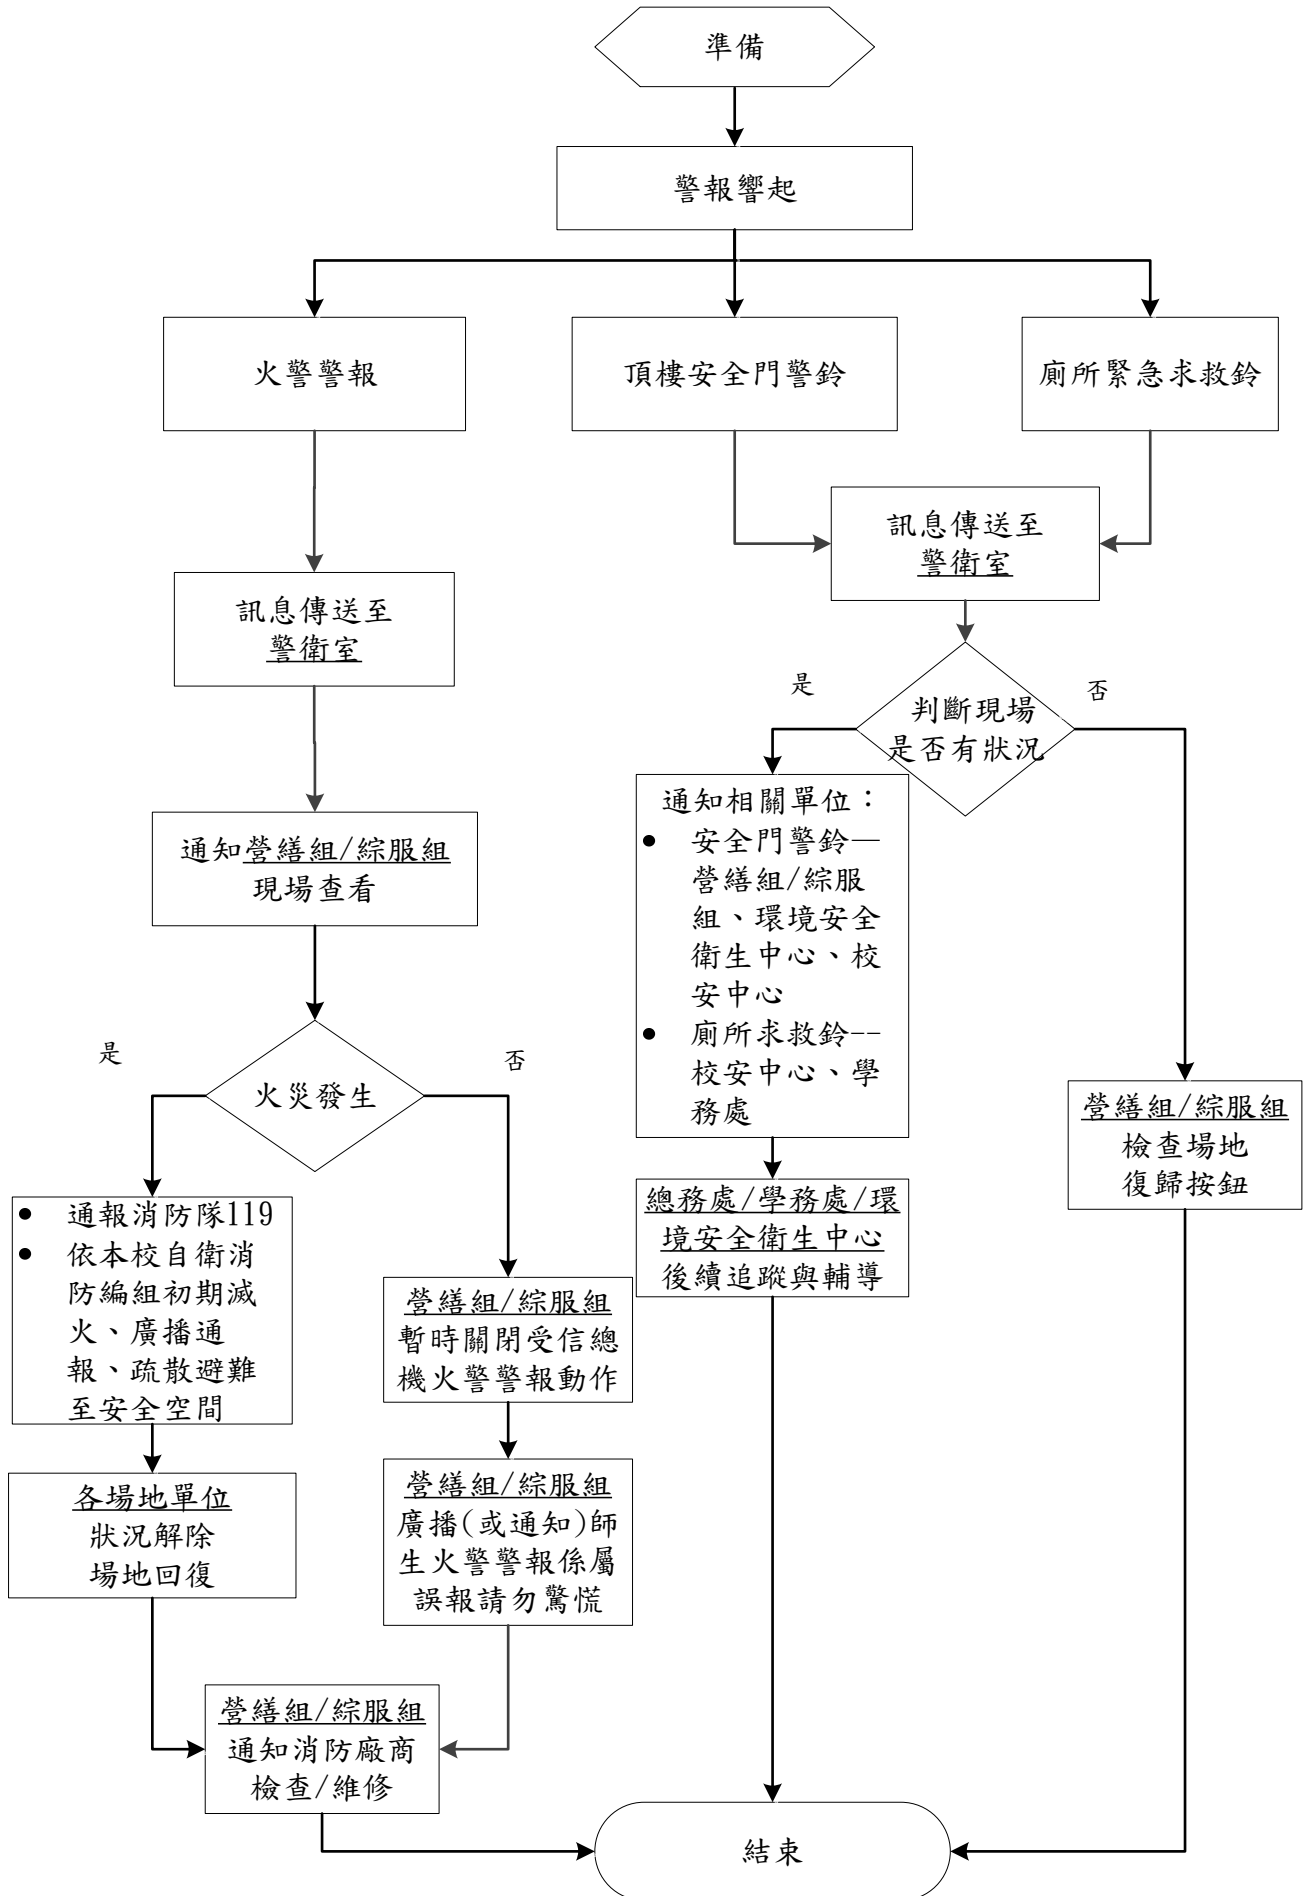 準備
警報響起
火警警報
頂樓安全門警鈴
廁所緊急求救鈴
訊息傳送至
警衛室
訊息傳送至
警衛室
通知營繕組/綜服組
現場查看
火災發生
是
否
● 通報消防隊119
● 依本校自衛消
防編組初期滅
火、廣播通
報、疏散避難
至安全空間
各場地單位
狀況解除
場地回復
營繕組/綜服組
暫時關閉受信總
機火警警報動作
營繕組/綜服組
廣播(或通知)師
生火警警報係屬
誤報請勿驚慌
營繕組/綜服組
通知消防廠商
檢查/維修
判斷現場
是否有狀況
是
否
通知相關單位：
● 安全門警鈴—
營繕組/綜服
組、環境安全
衛生中心、校
安中心
● 廁所求救鈴--
校安中心、學
務處
總務處/學務處/環
境安全衛生中心
後續追蹤與輔導
營繕組/綜服組
檢查場地
復歸按鈕
結束